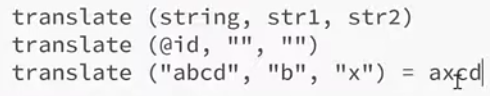 translate (string, str1, str2)
translate (@id, "", "")
translate ("abcd", "b", "x") = axcd